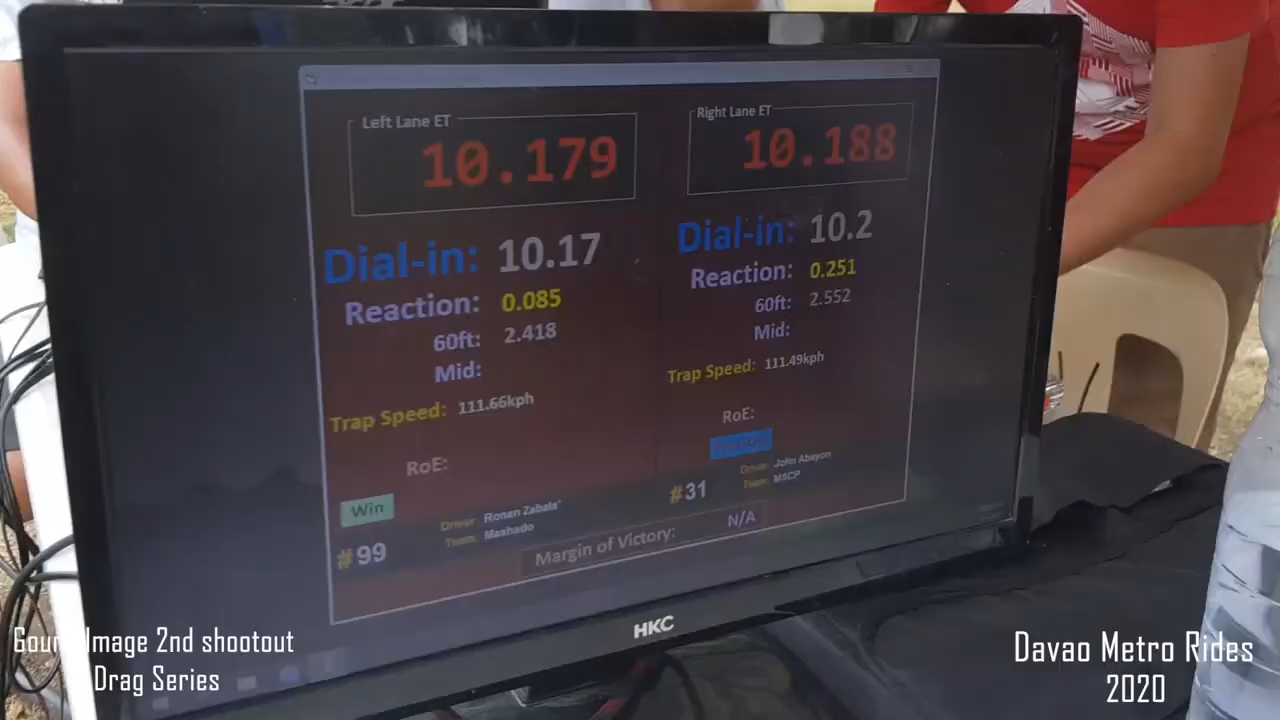 Left Lane ET
10.179
Dial-in: 10.17
Reaction: 0.085
60ft: 2.418
Mid:
Trap Speed: 111.66kph
RoE:
Win
#99
Driver: Ronan Zabala'
Team: Mashado
Right Lane ET
10.188
Dial-in: 10.2
Reaction: 0.251
60ft: 2.552
Mid:
Trap Speed: 111.49kph
RoE:
#31
Driver: John Abayon
Team: MSCP
Margin of Victory: N/A
HKC
Image 2nd shootout
Drag Series
Davao Metro Rides
2020